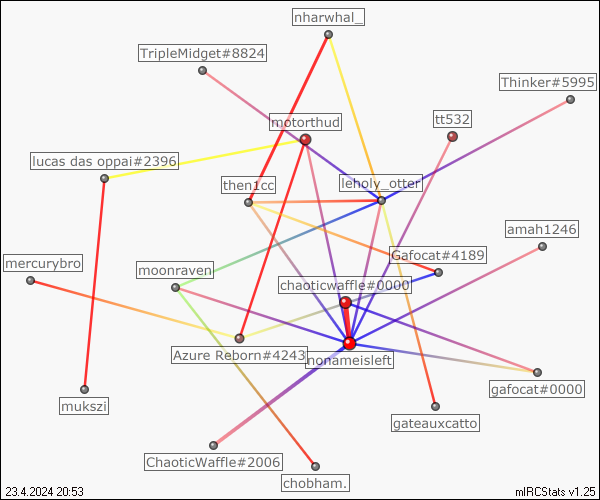 nharwhal_
TripleMidget#8824
Thinker#5995
motorthud
tt532
lucas das oppai#2396
then1cc
leholy_otter
amah1246
Gafocat#4189
mercurybro
moonraven
chaoticwaffle#0000
Azure Reborn#4243
nonameisleft
gafocat#0000
mukszi
gateauxcatto
ChaoticWaffle#2006
chobham.
23.4.2024 20:53
mIRCStats v1.25